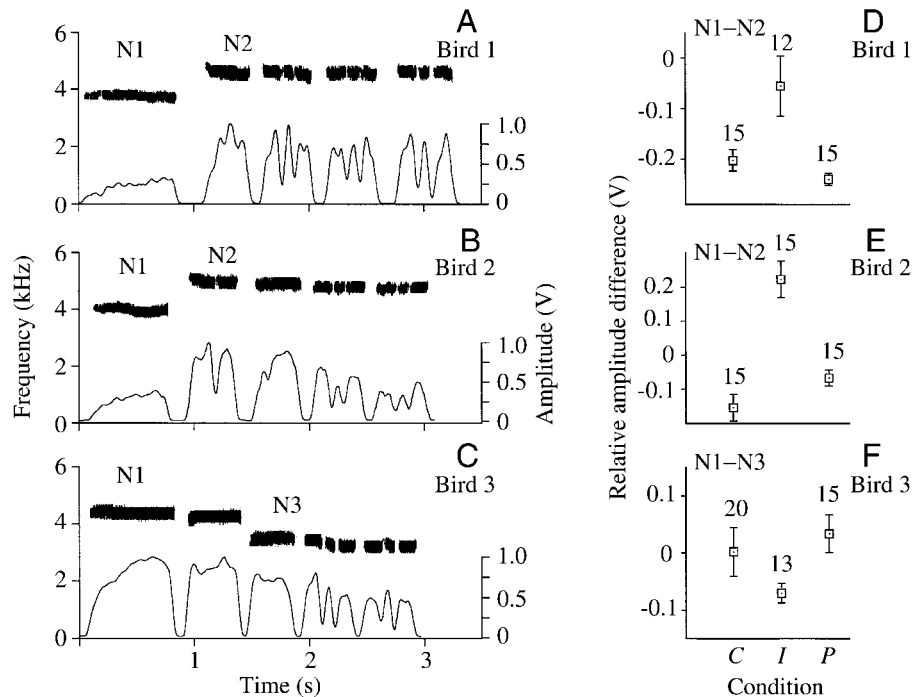 A
Bird 1
6
4
2
0
N1
N2
1.0
0.5
0
B
Bird 2
6
4
2
0
N1
N2
1.0
0.5
0
C
Bird 3
6
4
2
0
N1
N3
1.0
0.5
0
1
2
3
Time (s)
Frequency (kHz)
Amplitude (V)
D
Bird 1
N1–N2
0
-0.1
-0.2
15
12
15
E
Bird 2
N1–N2
0.2
0.1
0
-0.1
15
15
15
F
Bird 3
N1–N3
0.1
0
-0.1
20
13
15
C I P
Condition
Relative amplitude difference (V)